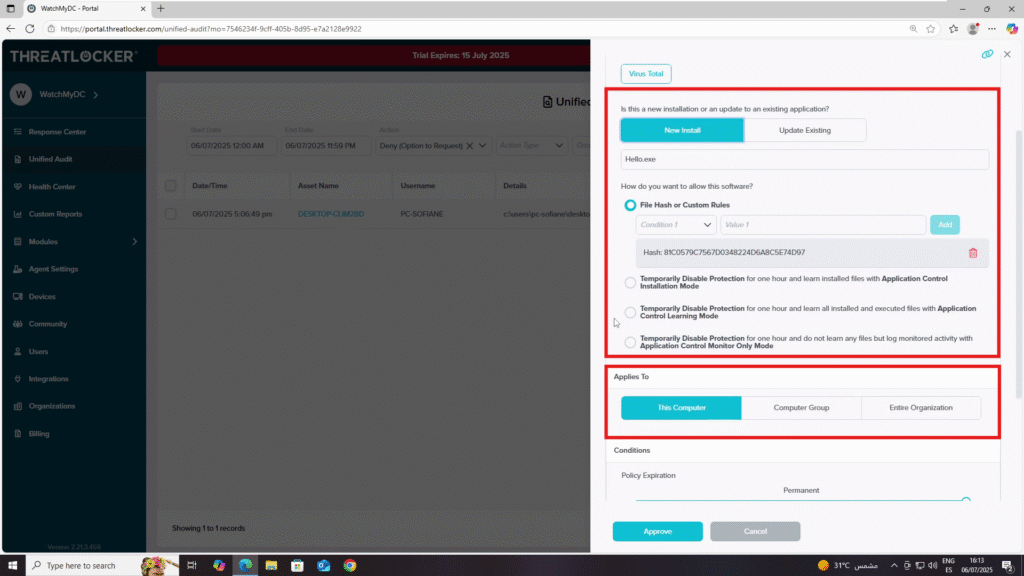 WatchMyDC - Portal
https://portal.threatlocker.com/unified-audit?mo=7546234f-9cff-405b-8d95-e7a2128e9922
THREATLOCKER
Trial Expires: 15 July 2025
W WatchMyDC
Response Center
Unified Audit
Health Center
Custom Reports
Modules
Agent Settings
Devices
Community
Users
Integrations
Organizations
Billing
Version 2.21.3.459
Unified
Start Date End Date Action
06/07/2025 12:00 AM 06/07/2025 11:59 PM Deny (Option to Request) Action Type
Date/Time Asset Name Username Details
06/07/2025 5:06:49 pm DESKTOP-CLIM2BD PC-SOFIANE c:\users\pc-sofiane\deskto
Showing 1 to 1 records
Virus Total
Is this a new installation or an update to an existing application?
New Install Update Existing
Hello.exe
How do you want to allow this software?
File Hash or Custom Rules
Condition 1 Value 1 Add
Hash: 81C0579C7567D0348224D6A8C5E74D97
Temporarily Disable Protection for one hour and learn installed files with Application Control
Installation Mode
Temporarily Disable Protection for one hour and learn all installed and executed files with Application
Control Learning Mode
Temporarily Disable Protection for one hour and do not learn any files but log monitored activity with
Application Control Monitor Only Mode
Applies To
This Computer Computer Group Entire Organization
Conditions
Policy Expiration
Permanent
Approve Cancel
Type here to search
31°C مشمس
ENG
ES
16:13
06/07/2025